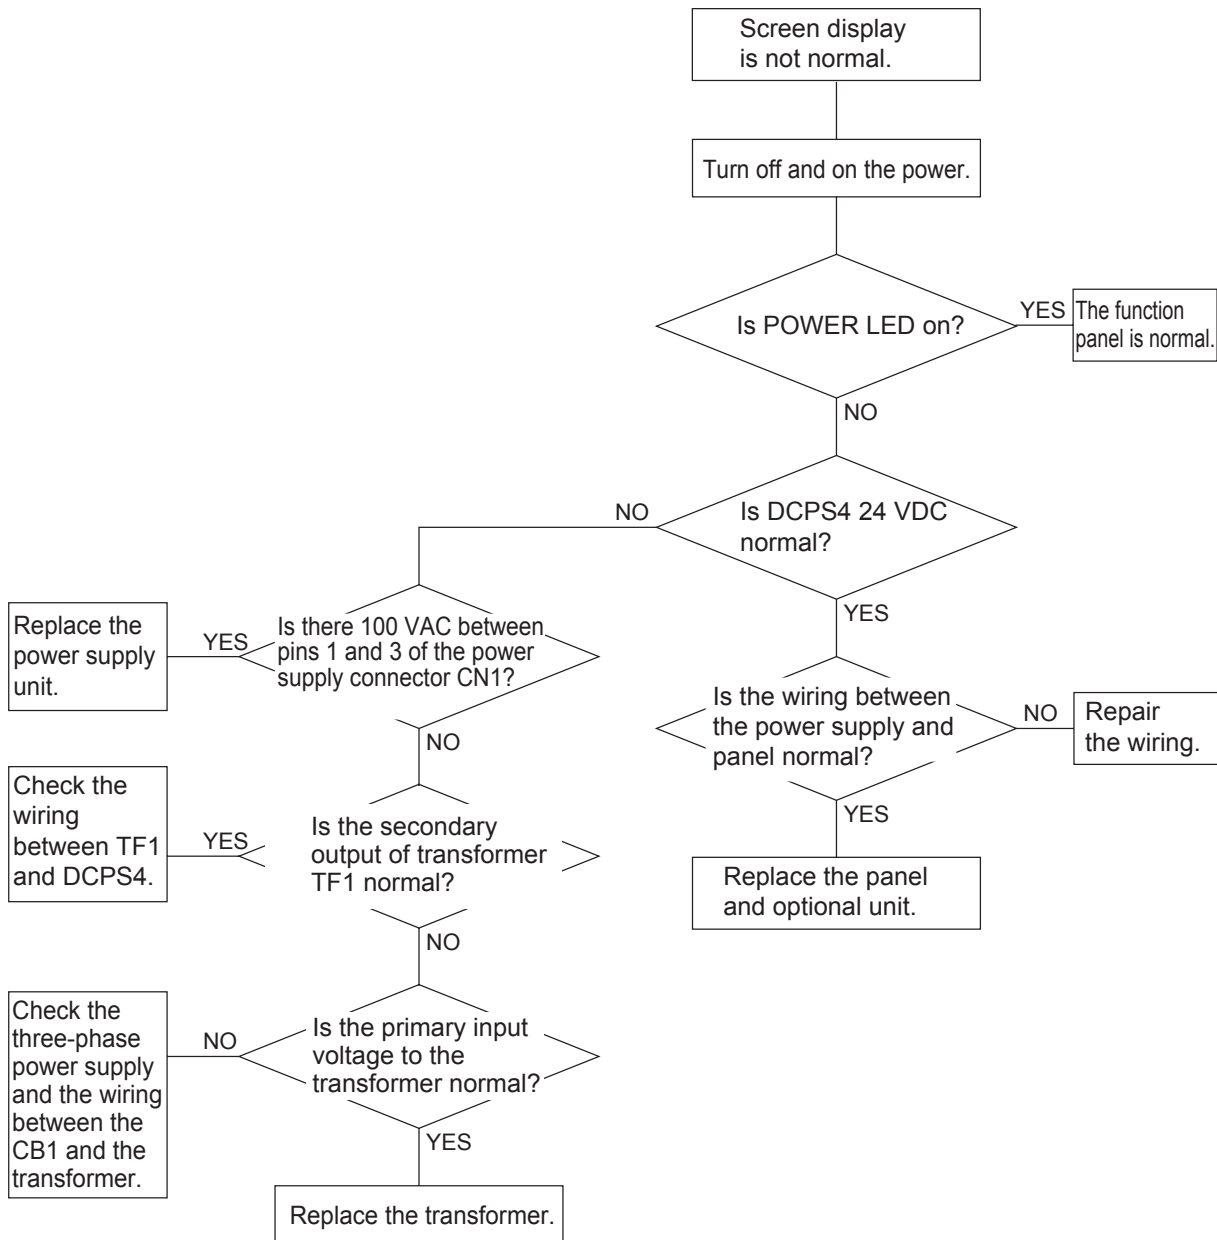 Screen display
is not normal.
Turn off and on the power.
Is POWER LED on?
YES
The function
panel is normal.
NO
Is DCPS4 24 VDC
normal?
NO
YES
Is there 100 VAC between
pins 1 and 3 of the power
supply connector CN1?
YES
Replace the
power supply
unit.
NO
Is the wiring between
the power supply and
panel normal?
NO
Repair
the wiring.
YES
Replace the panel
and optional unit.
Is the secondary
output of transformer
TF1 normal?
YES
Check the
wiring
between TF1
and DCPS4.
NO
Is the primary input
voltage to the
transformer normal?
NO
Check the
three-phase
power supply
and the wiring
between the
CB1 and the
transformer.
YES
Replace the transformer.